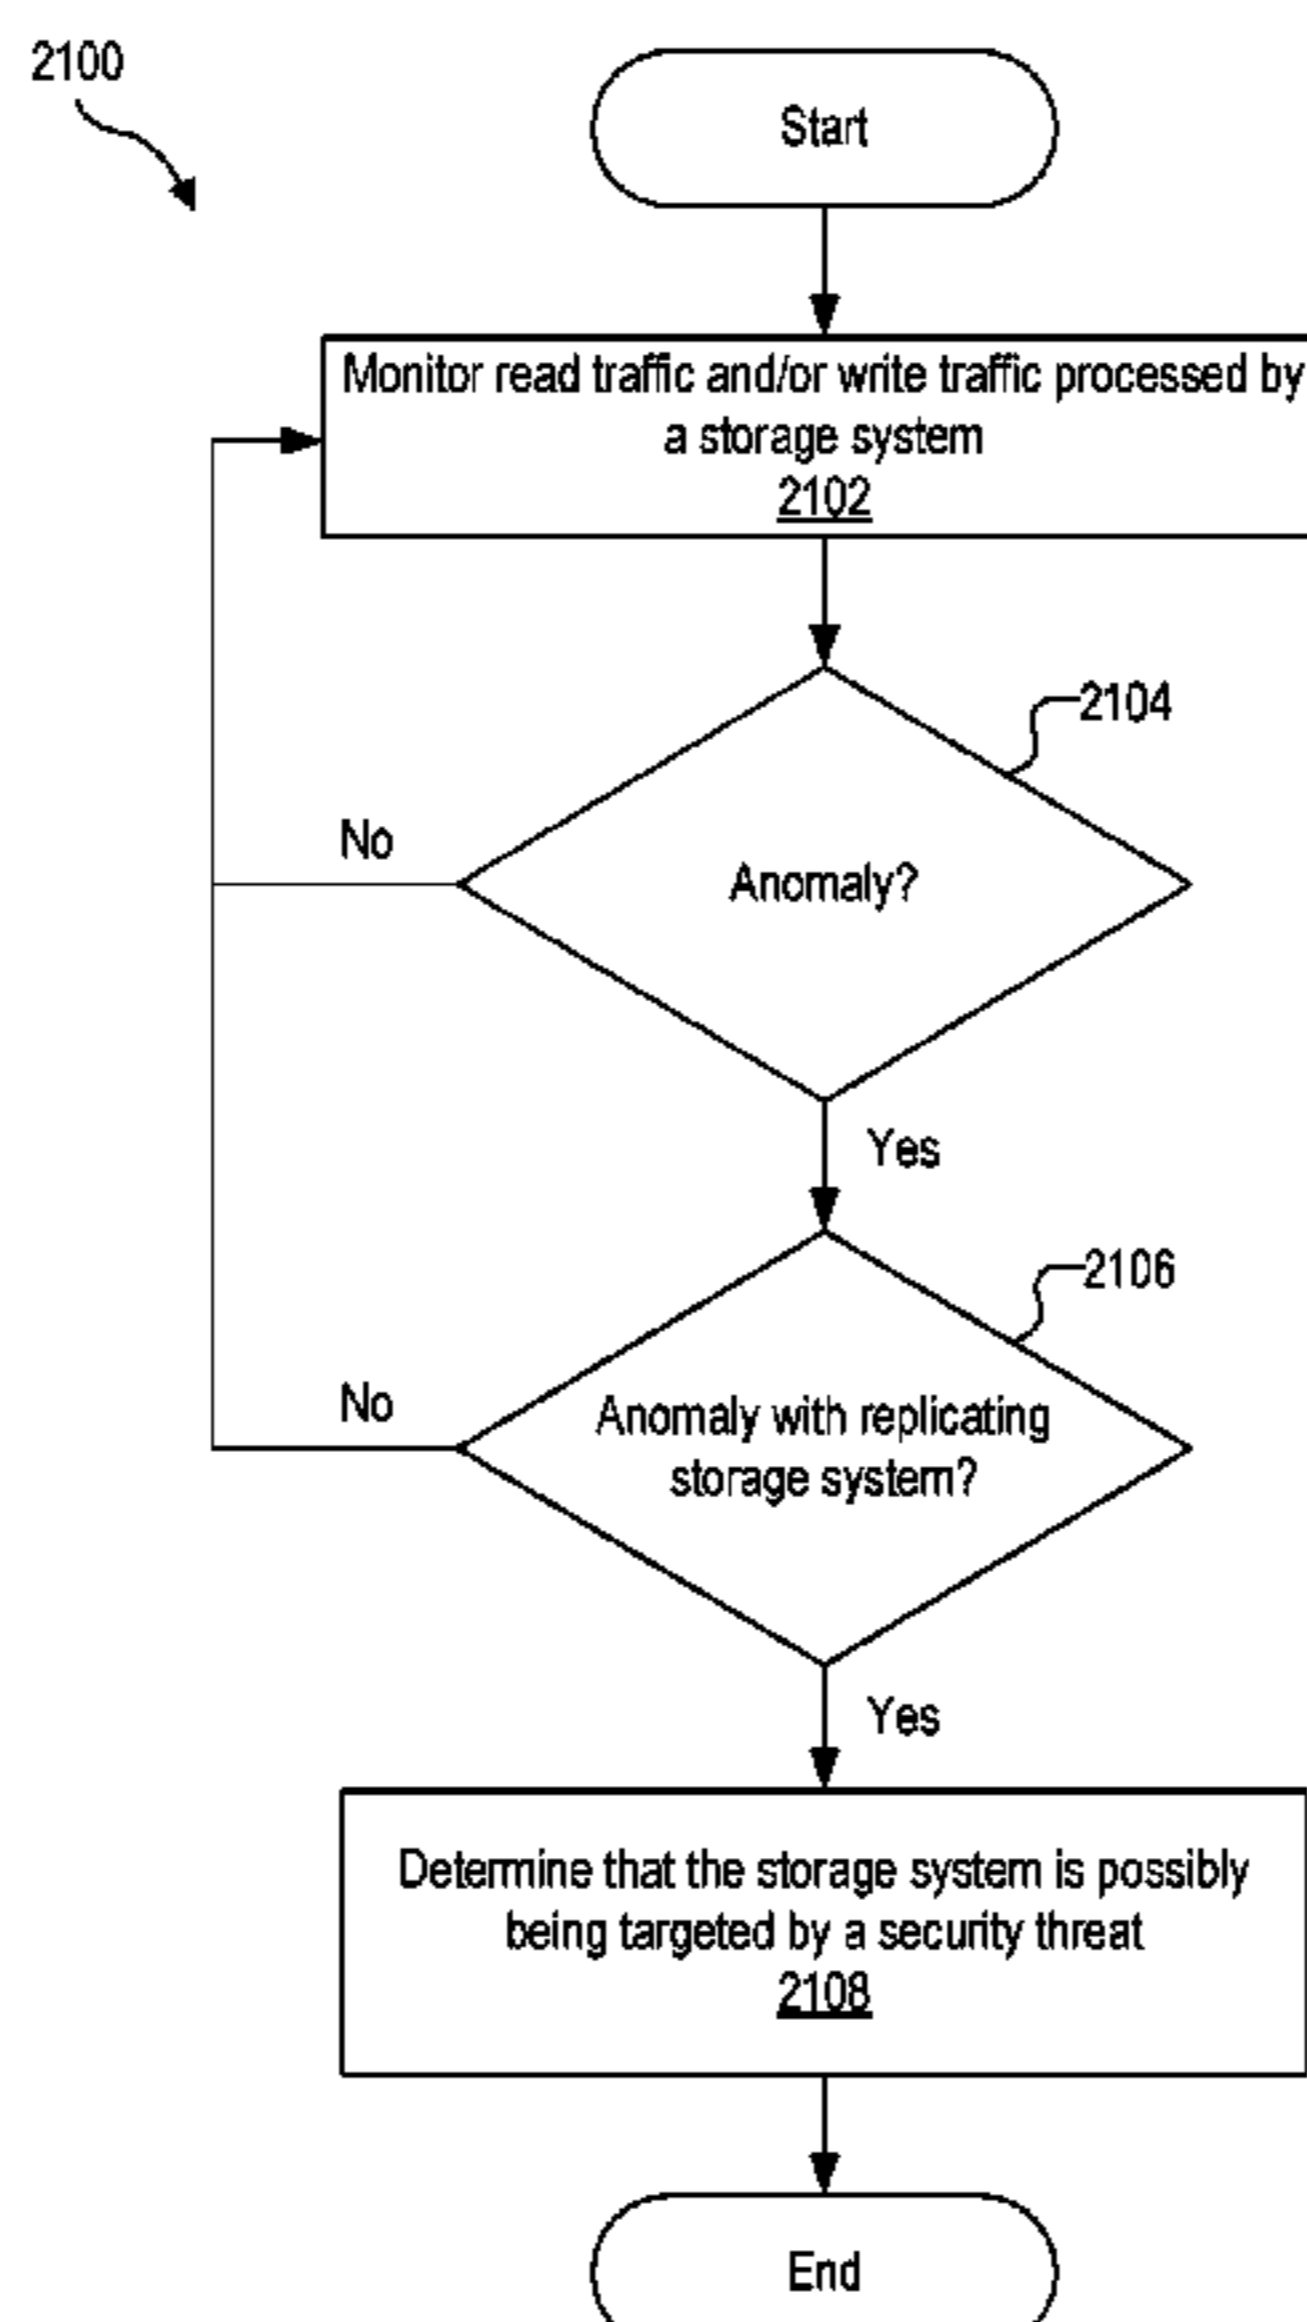 2100
Start
Monitor read traffic and/or write traffic processed by
a storage system
2102
2104
No
Anomaly?
Yes
2106
No
Anomaly with replicating
storage system?
Yes
Determine that the storage system is possibly
being targeted by a security threat
2108
End